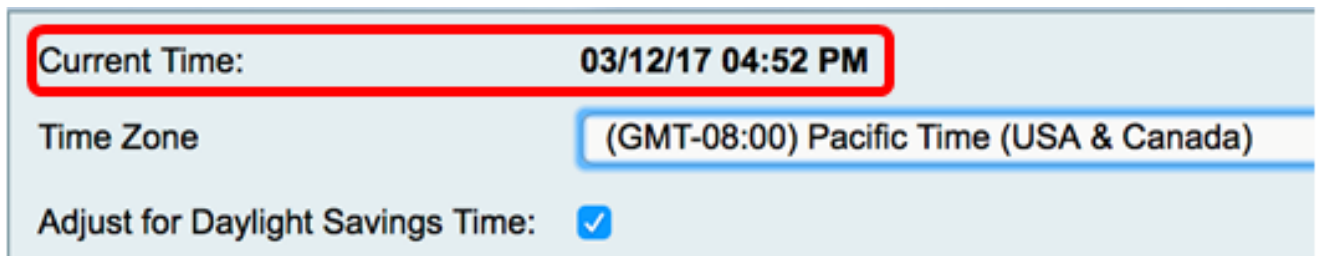 Current Time: 03/12/17 04:52 PM
Time Zone (GMT-08:00) Pacific Time (USA & Canada)
Adjust for Daylight Savings Time: